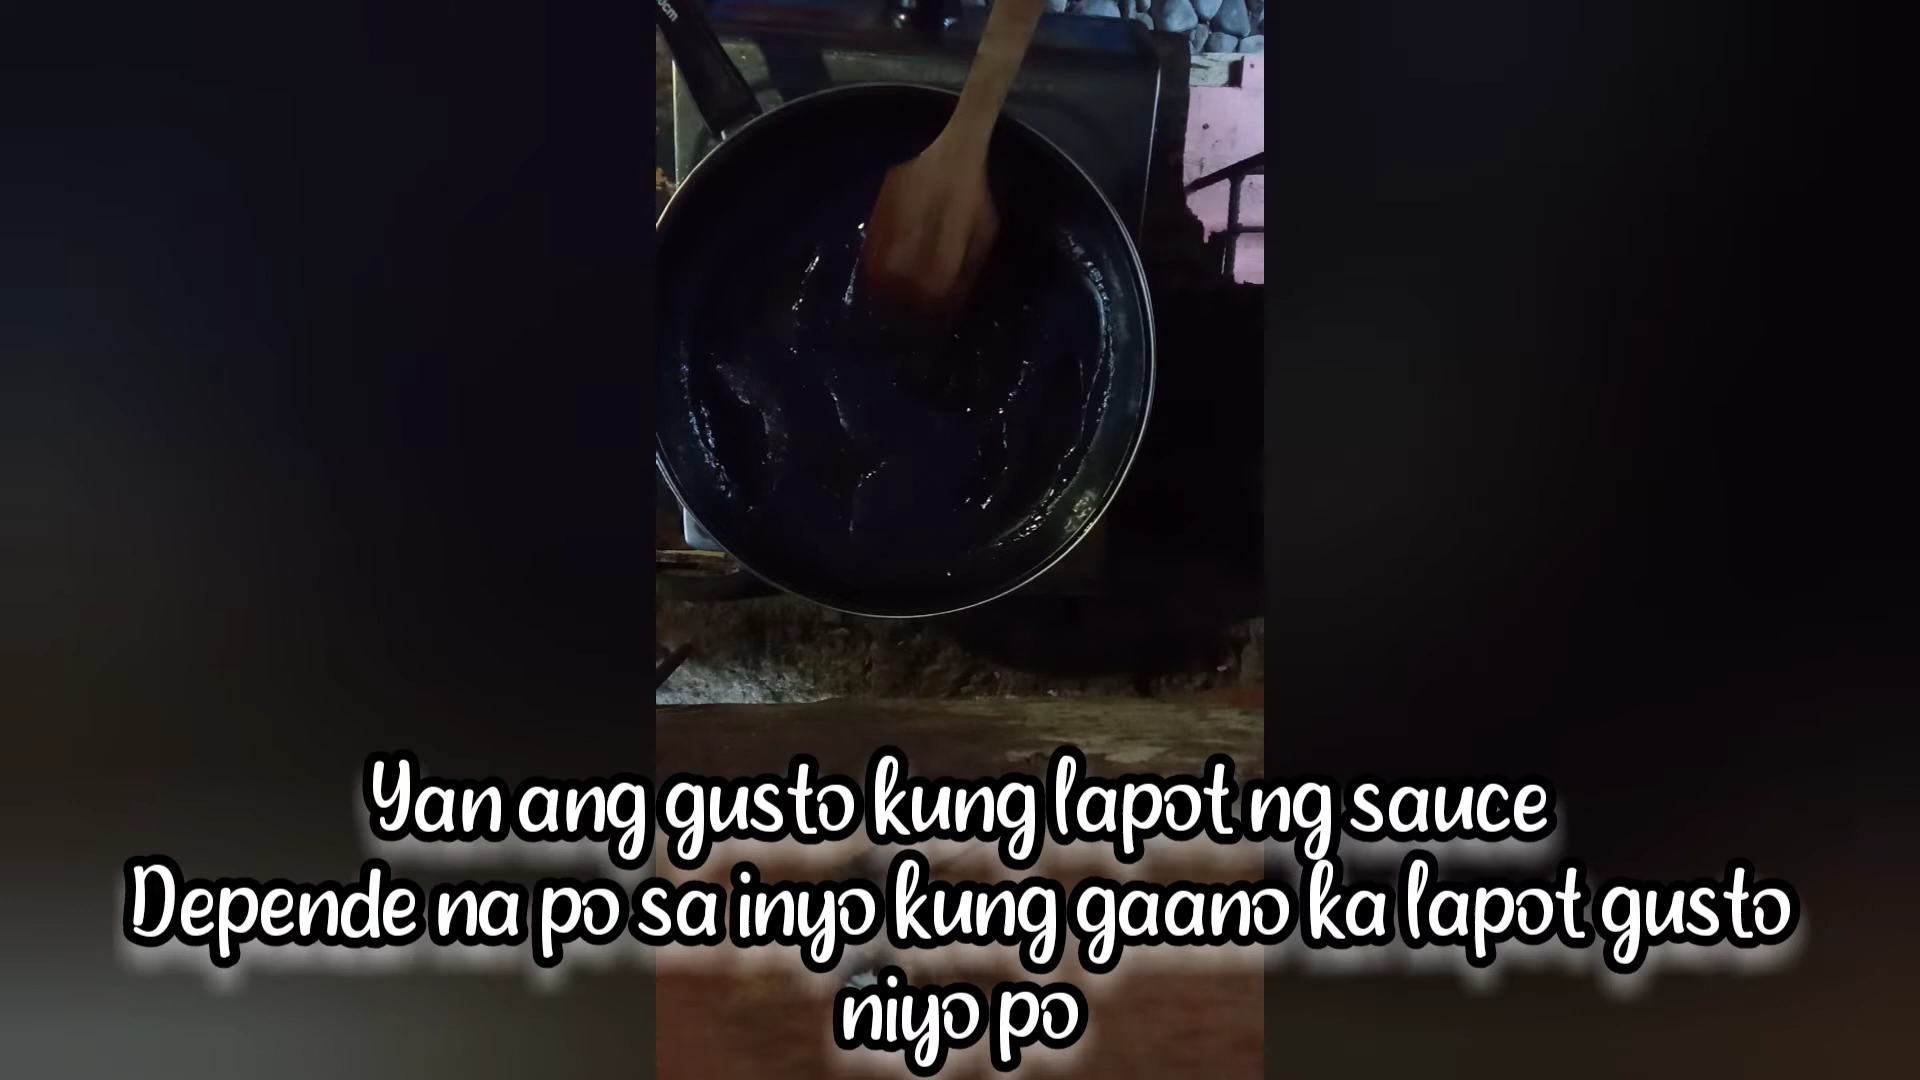 Yan ang gusto kung lapot ng sauce
Depende na po sa inyo kung gaano ka lapot gusto
niyo po